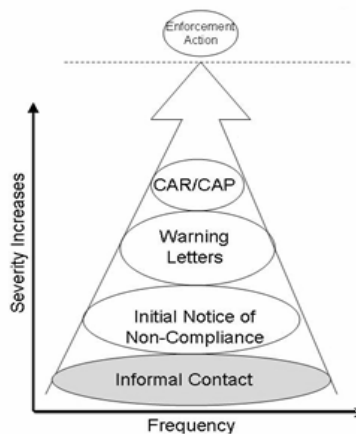 Enforcement
Action
CAR/CAP
Warning
Letters
Initial Notice of
Non-Compliance
Informal Contact
Severity Increases
Frequency